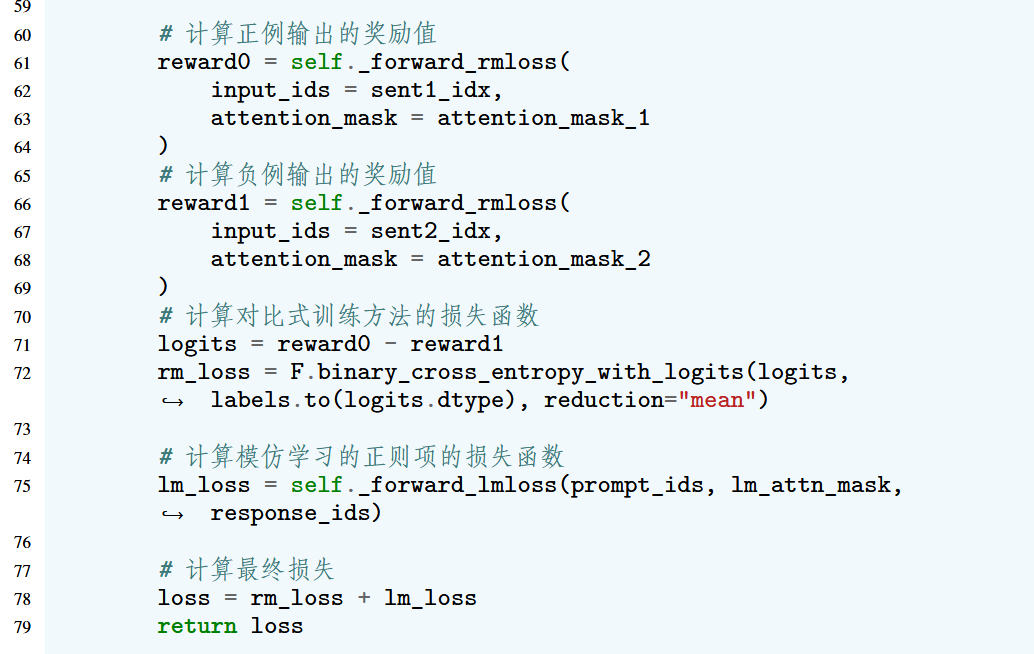 59
60 # 计算正例输出的奖励值
61 reward0 = self._forward_rmloss(
62 input_ids = sent1_idx,
63 attention_mask = attention_mask_1
64 )
65 # 计算负例输出的奖励值
66 reward1 = self._forward_rmloss(
67 input_ids = sent2_idx,
68 attention_mask = attention_mask_2
69 )
70 # 计算对比式训练方法的损失函数
71 logits = reward0 - reward1
72 rm_loss = F.binary_cross_entropy_with_logits(logits,
↪ labels.to(logits.dtype), reduction="mean")
73
74 # 计算模仿学习的正则项的损失函数
75 lm_loss = self._forward_lmloss(prompt_ids, lm_attn_mask,
↪ response_ids)
76
77 # 计算最终损失
78 loss = rm_loss + lm_loss
79 return loss